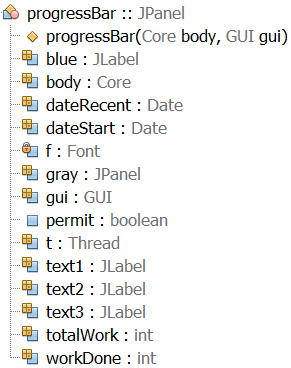 progressBar :: JPanel
progressBar(Core body, GUI gui)
blue : JLabel
body : Core
dateRecent : Date
dateStart : Date
f : Font
gray : JPanel
gui : GUI
permit : boolean
t : Thread
text1 : JLabel
text2 : JLabel
text3 : JLabel
totalWork : int
workDone : int